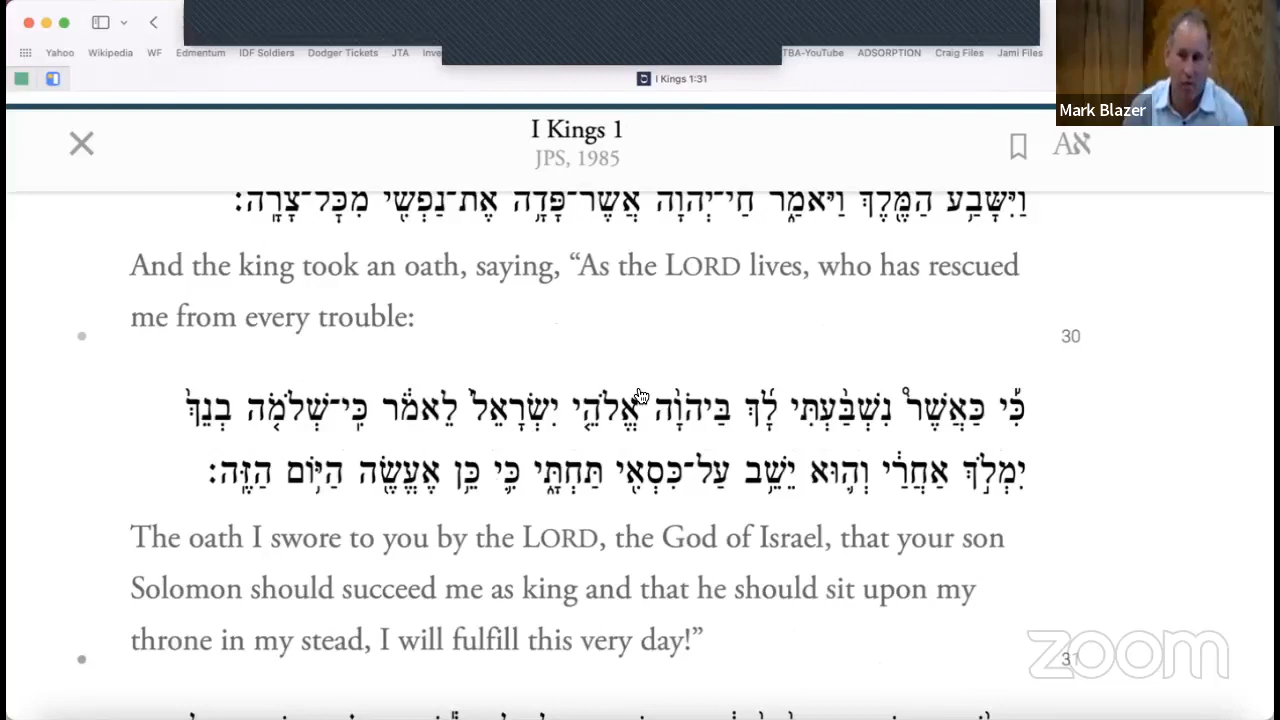 Yahoo Wikipedia WF Edmentum IDF Soldiers Dodger Tickets JTA TBA-YouTube ADSORPTION Craig Files Jami Files
I Kings 1:31
Mark Blazer
I Kings 1
JPS, 1985
אA
וַיִּשָּׁבַ֥ע הַמֶּ֖לֶךְ וַיֹּאמַ֑ר חַי־יְהֹוָ֕ה אֲשֶׁר־פָּדָ֥ה אֶת־נַפְשִׁ֖י מִכׇּל־צָרָֽה׃
And the king took an oath, saying, “As the LORD lives, who has rescued
me from every trouble:
30
כִּ֡י כַּאֲשֶׁר֩ נִשְׁבַּ֨עְתִּי לָ֜ךְ בַּיהֹוָ֨ה אֱלֹהֵ֤י יִשְׂרָאֵל֙ לֵאמֹ֔ר כִּֽי־שְׁלֹמֹ֤ה בְנֵךְ֙
יִמְלֹ֣ךְ אַחֲרַ֔י וְה֛וּא יֵשֵׁ֥ב עַל־כִּסְאִ֖י תַּחְתָּ֑י כִּ֛י כֵּ֥ן אֶעֱשֶׂ֖ה הַיּ֥וֹם הַזֶּֽה׃
The oath I swore to you by the LORD, the God of Israel, that your son
Solomon should succeed me as king and that he should sit upon my
throne in my stead, I will fulfill this very day!”
31
zoom